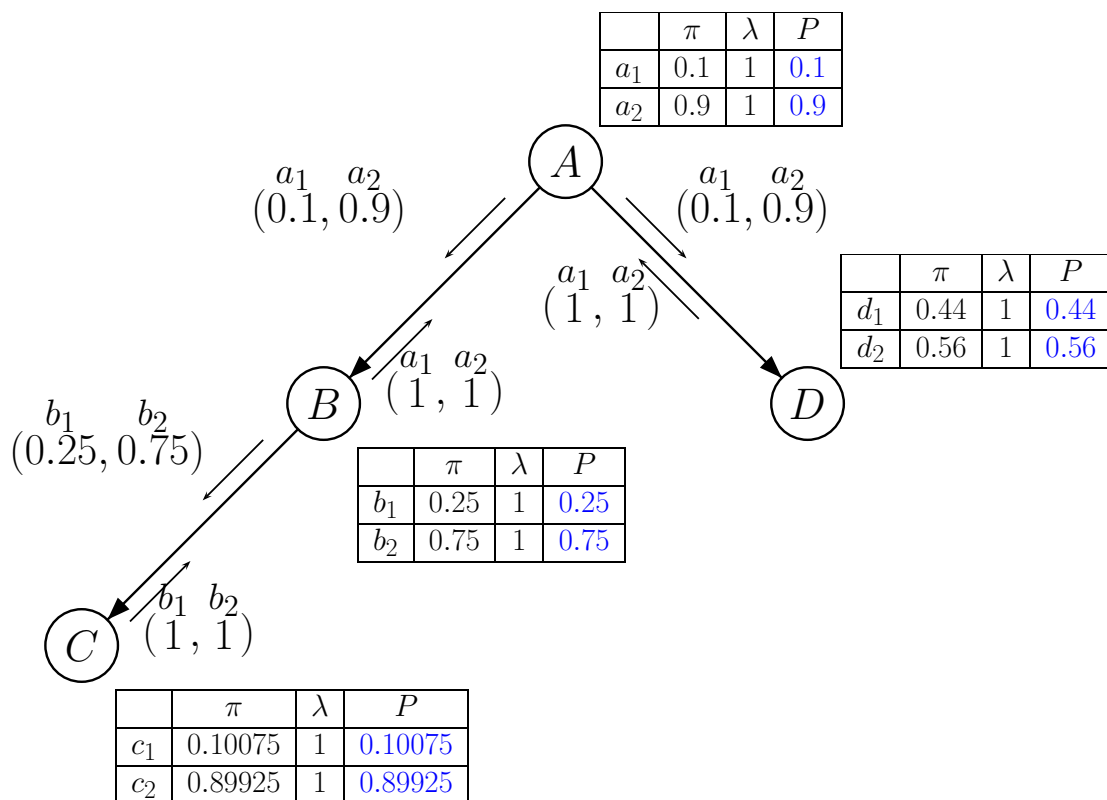 π λ P
a₁ 0.1 1 0.1
a₂ 0.9 1 0.9
A
a₁ a₂
(0.1, 0.9)
a₁ a₂
(0.1, 0.9)
a₁ a₂
(1, 1)
π λ P
d₁ 0.44 1 0.44
d₂ 0.56 1 0.56
a₁ a₂
(1, 1)
B
D
b₁ b₂
(0.25, 0.75)
π λ P
b₁ 0.25 1 0.25
b₂ 0.75 1 0.75
b₁ b₂
(1, 1)
C
π λ P
c₁ 0.10075 1 0.10075
c₂ 0.89925 1 0.89925